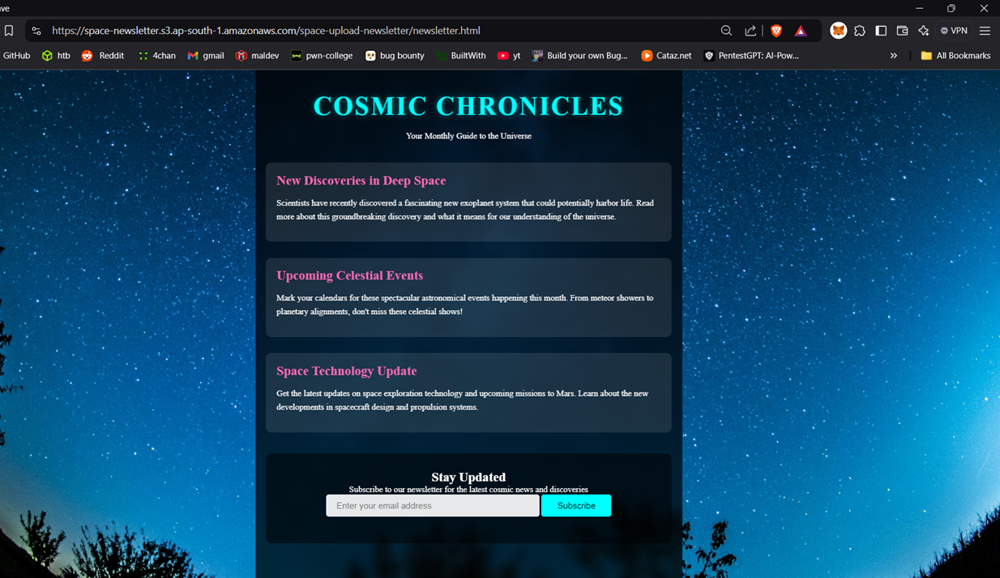 ve
https://space-newsletter.s3.ap-south-1.amazonaws.com/space-upload-newsletter/newsletter.html
VPN
GitHub htb Reddit 4chan gmail maldev pwn-college bug bounty BuiltWith yt Build your own Bug... Cataz.net PentestGPT: AI-Pow... » All Bookmarks
COSMIC CHRONICLES
Your Monthly Guide to the Universe
New Discoveries in Deep Space
Scientists have recently discovered a fascinating new exoplanet system that could potentially harbor life. Read
more about this groundbreaking discovery and what it means for our understanding of the universe.
Upcoming Celestial Events
Mark your calendars for these spectacular astronomical events happening this month. From meteor showers to
planetary alignments, don't miss these celestial shows!
Space Technology Update
Get the latest updates on space exploration technology and upcoming missions to Mars. Learn about the new
developments in spacecraft design and propulsion systems.
Stay Updated
Subscribe to our newsletter for the latest cosmic news and discoveries
Enter your email address Subscribe